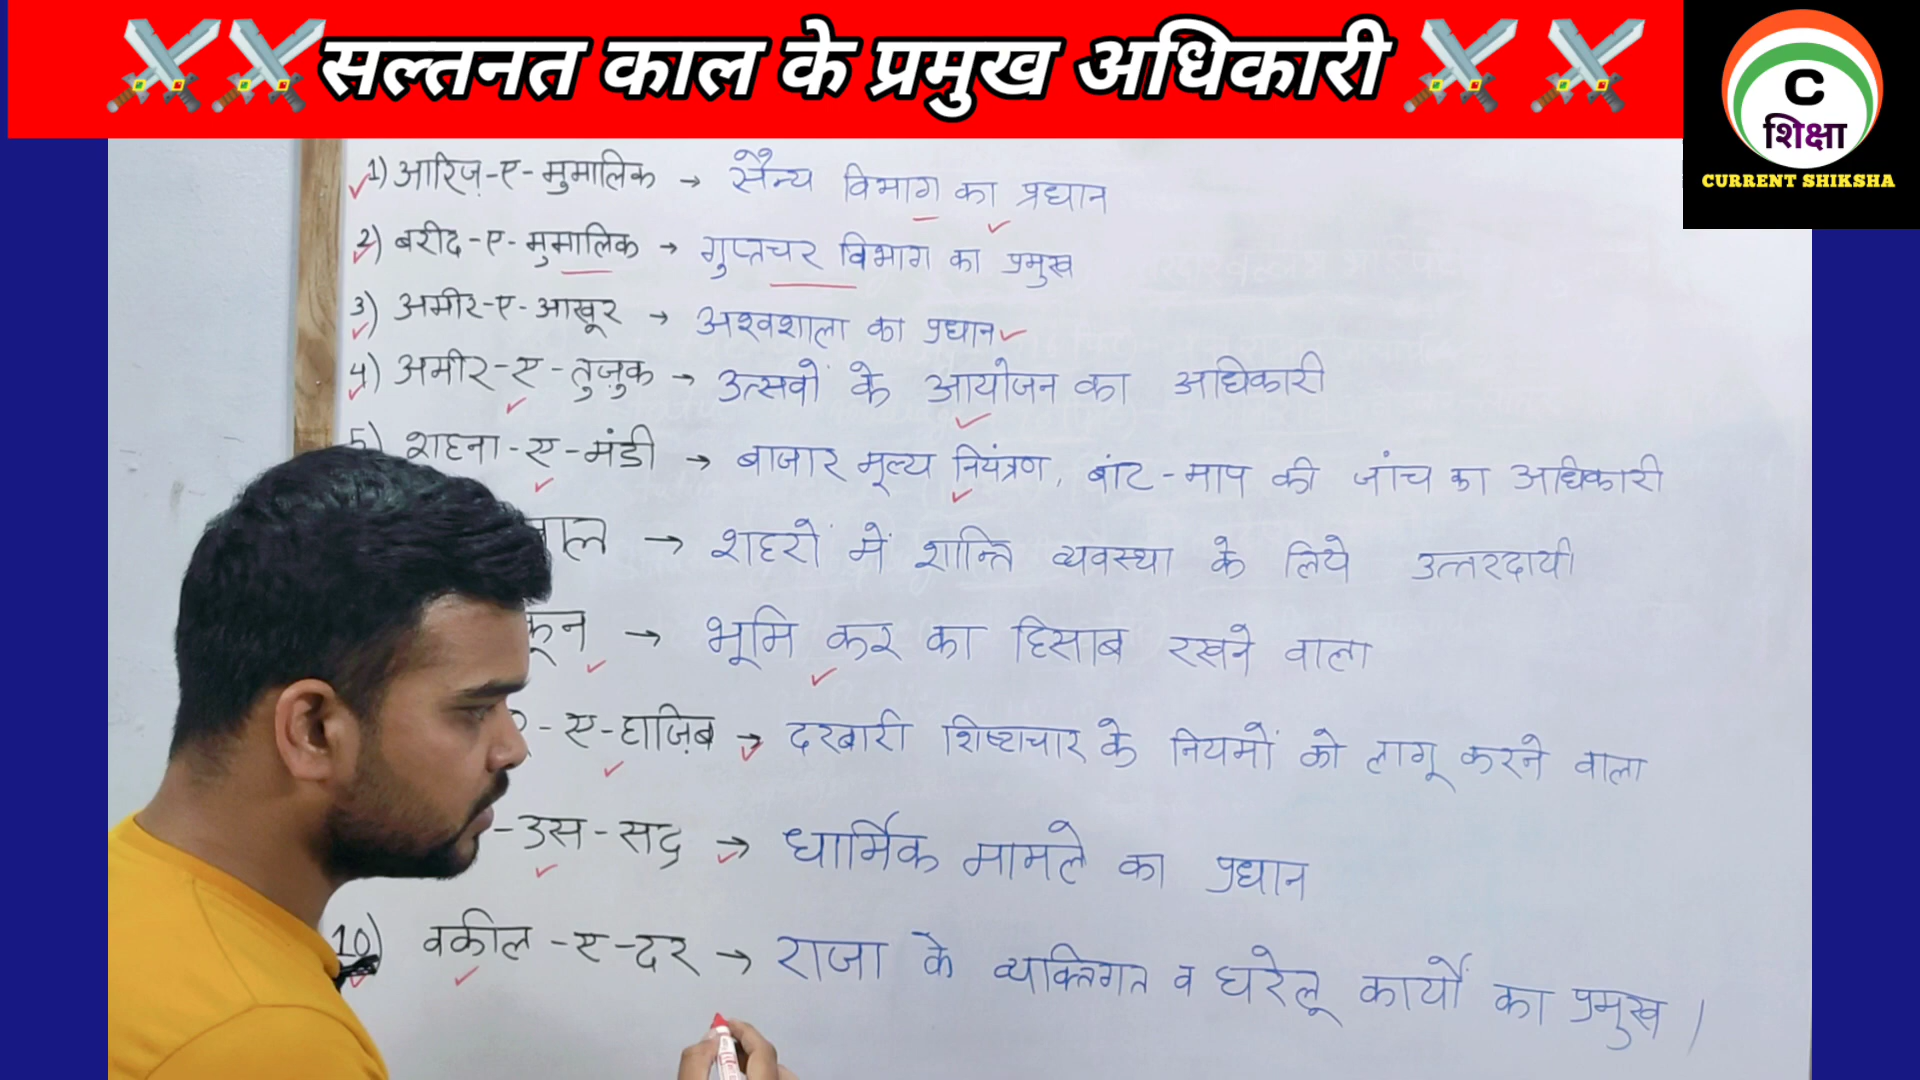 सल्तनत काल के प्रमुख अधिकारी
C
शिक्षा
CURRENT SHIKSHA
1) आरिज़-ए-मुमालिक → सैन्य विभाग का प्रधान
2) बरीद-ए-मुमालिक → गुप्तचर विभाग का प्रमुख
3) अमीर-ए-आखूर → अश्वशाला का प्रधान
4) अमीर-ए-तुज़ुक → उत्सवों के आयोजन का अधिकारी
5) शहना-ए-मंडी → बाजार मूल्य नियंत्रण, बांट-माप की जांच का अधिकारी
वाल → शहरों में शान्ति व्यवस्था के लिये उत्तरदायी
कून → भूमि कर का हिसाब रखने वाला
र-ए-हाज़िब → दरबारी शिष्टाचार के नियमों को लागू करने वाला
-उस-सद्र → धार्मिक मामले का प्रधान
10) वकील-ए-दर → राजा के व्यक्तिगत व घरेलू कार्यों का प्रमुख ।